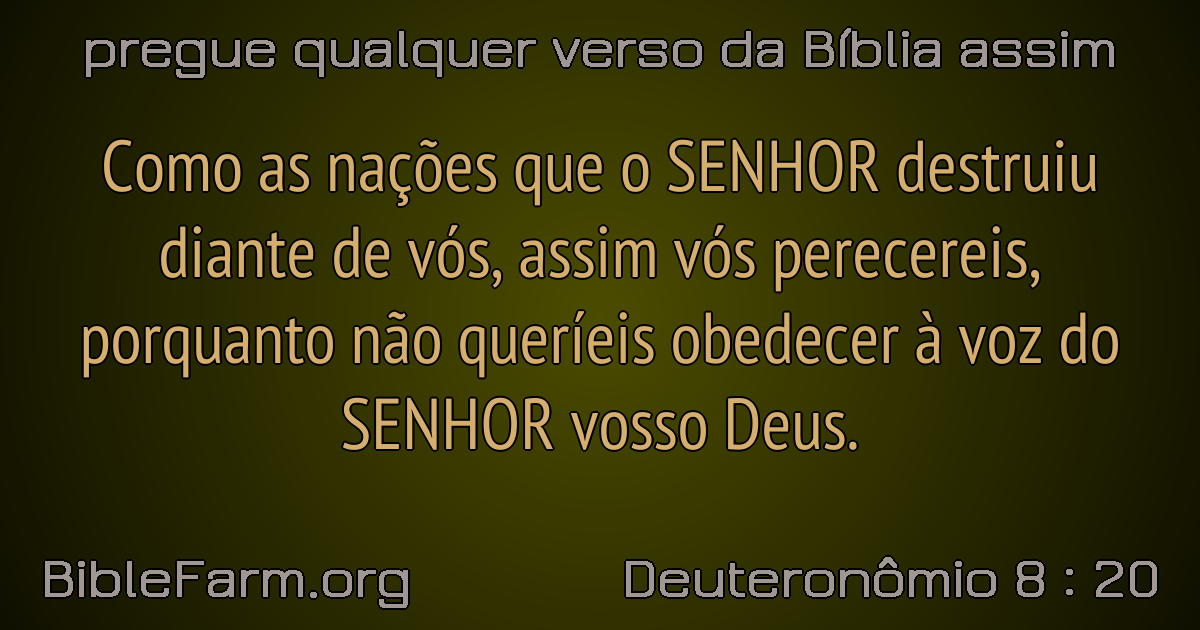 pregue qualquer verso da Bíblia assim
Como as nações que o SENHOR destruiu
diante de vós, assim vós perecereis,
porquanto não queríeis obedecer à voz do
SENHOR vosso Deus.
BibleFarm.org
Deuteronômio 8 : 20